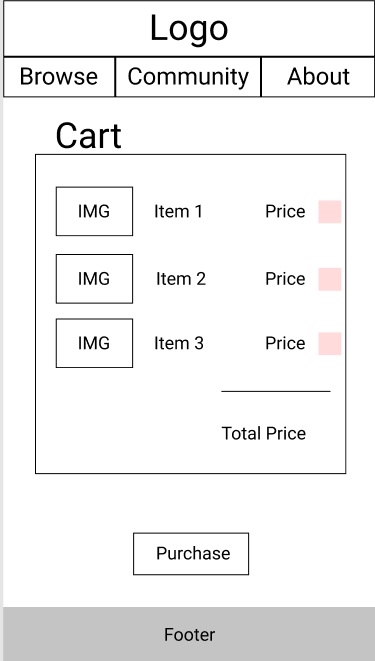 Logo
Browse Community About
Cart
IMG Item 1 Price
IMG Item 2 Price
IMG Item 3 Price
Total Price
Purchase
Footer